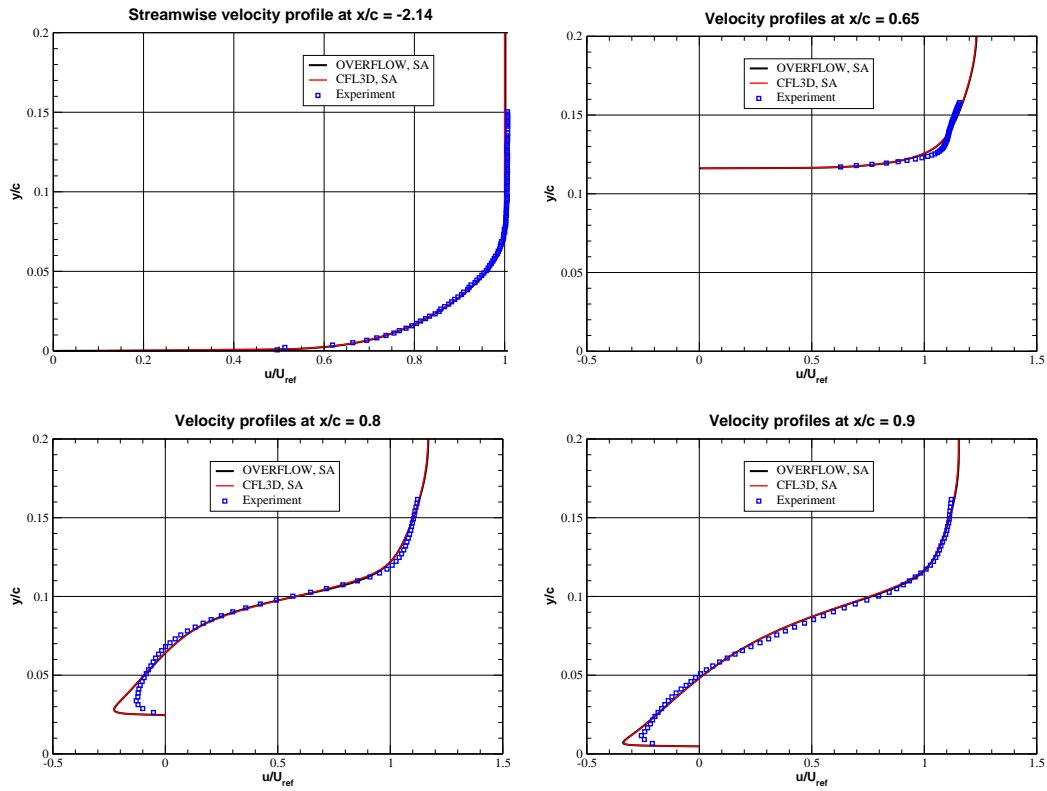 Streamwise velocity profile at x/c = -2.14
OVERFLOW, SA
CFL3D, SA
Experiment
y/c
0.2
0.15
0.1
0.05
0
0 0.2 0.4 0.6 0.8 1
u/U_ref
Velocity profiles at x/c = 0.65
OVERFLOW, SA
CFL3D, SA
Experiment
y/c
0.2
0.15
0.1
0.05
0
-0.5 0 0.5 1 1.5
u/U_ref
Velocity profiles at x/c = 0.8
OVERFLOW, SA
CFL3D, SA
Experiment
y/c
0.2
0.15
0.1
0.05
0
-0.5 0 0.5 1 1.5
u/U_ref
Velocity profiles at x/c = 0.9
OVERFLOW, SA
CFL3D, SA
Experiment
y/c
0.2
0.15
0.1
0.05
0
-0.5 0 0.5 1 1.5
u/U_ref